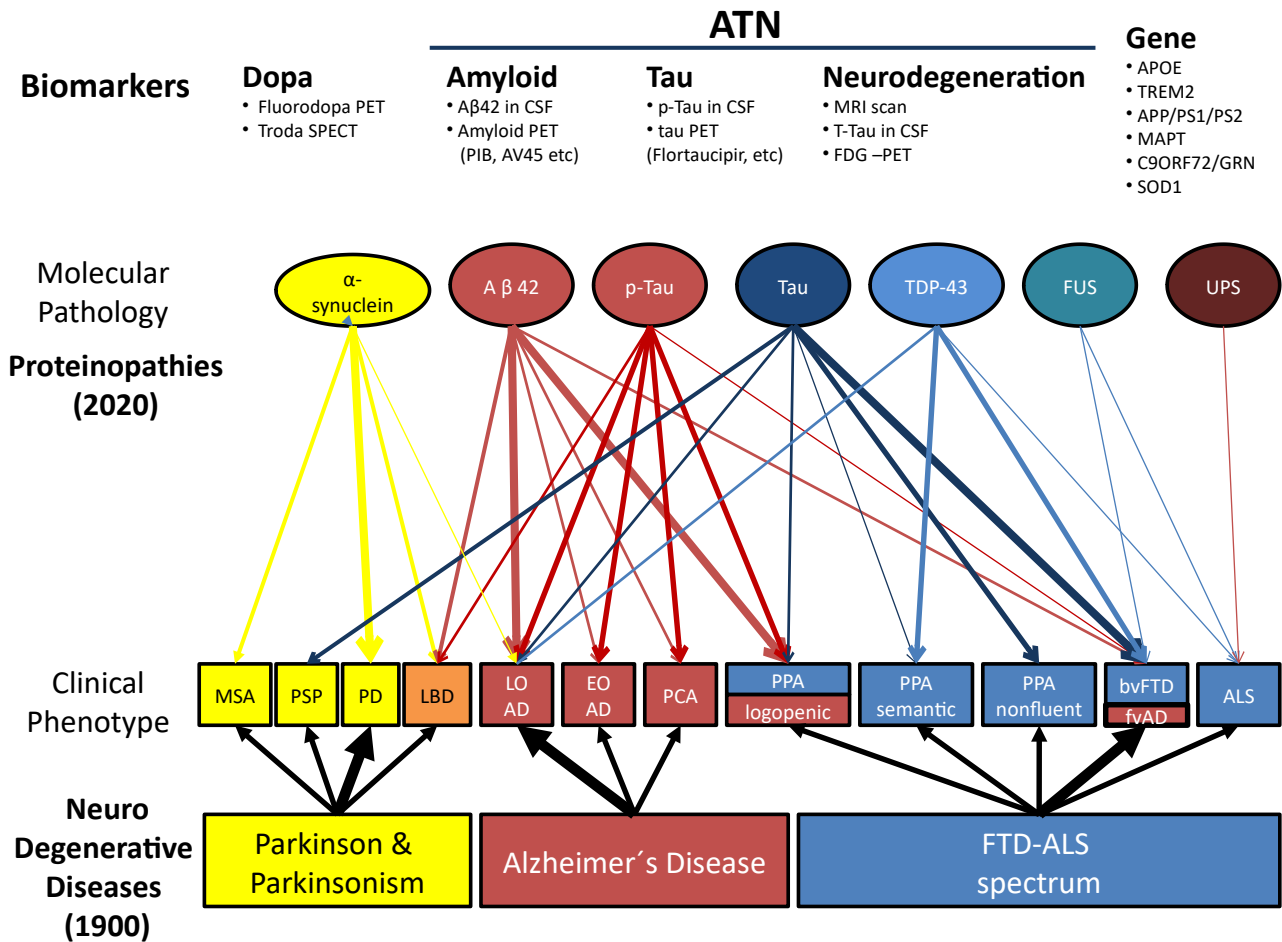 ATN
Biomarkers
Dopa
• Fluorodopa PET
• Troda SPECT
Amyloid
• Aβ42 in CSF
• Amyloid PET
(PIB, AV45 etc)
Tau
• p-Tau in CSF
• tau PET
(Flortaucipir, etc)
Neurodegeneration
• MRI scan
• T-Tau in CSF
• FDG –PET
Gene
• APOE
• TREM2
• APP/PS1/PS2
• MAPT
• C9ORF72/GRN
• SOD1
Molecular
Pathology
α-
synuclein
A β 42
p-Tau
Tau
TDP-43
FUS
UPS
Proteinopathies
(2020)
Clinical
Phenotype
MSA
PSP
PD
LBD
LO
AD
EO
AD
PCA
PPA
logopenic
PPA
semantic
PPA
nonfluent
bvFTD
fvAD
ALS
Neuro
Degenerative
Diseases
(1900)
Parkinson &
Parkinsonism
Alzheimer´s Disease
FTD-ALS
spectrum